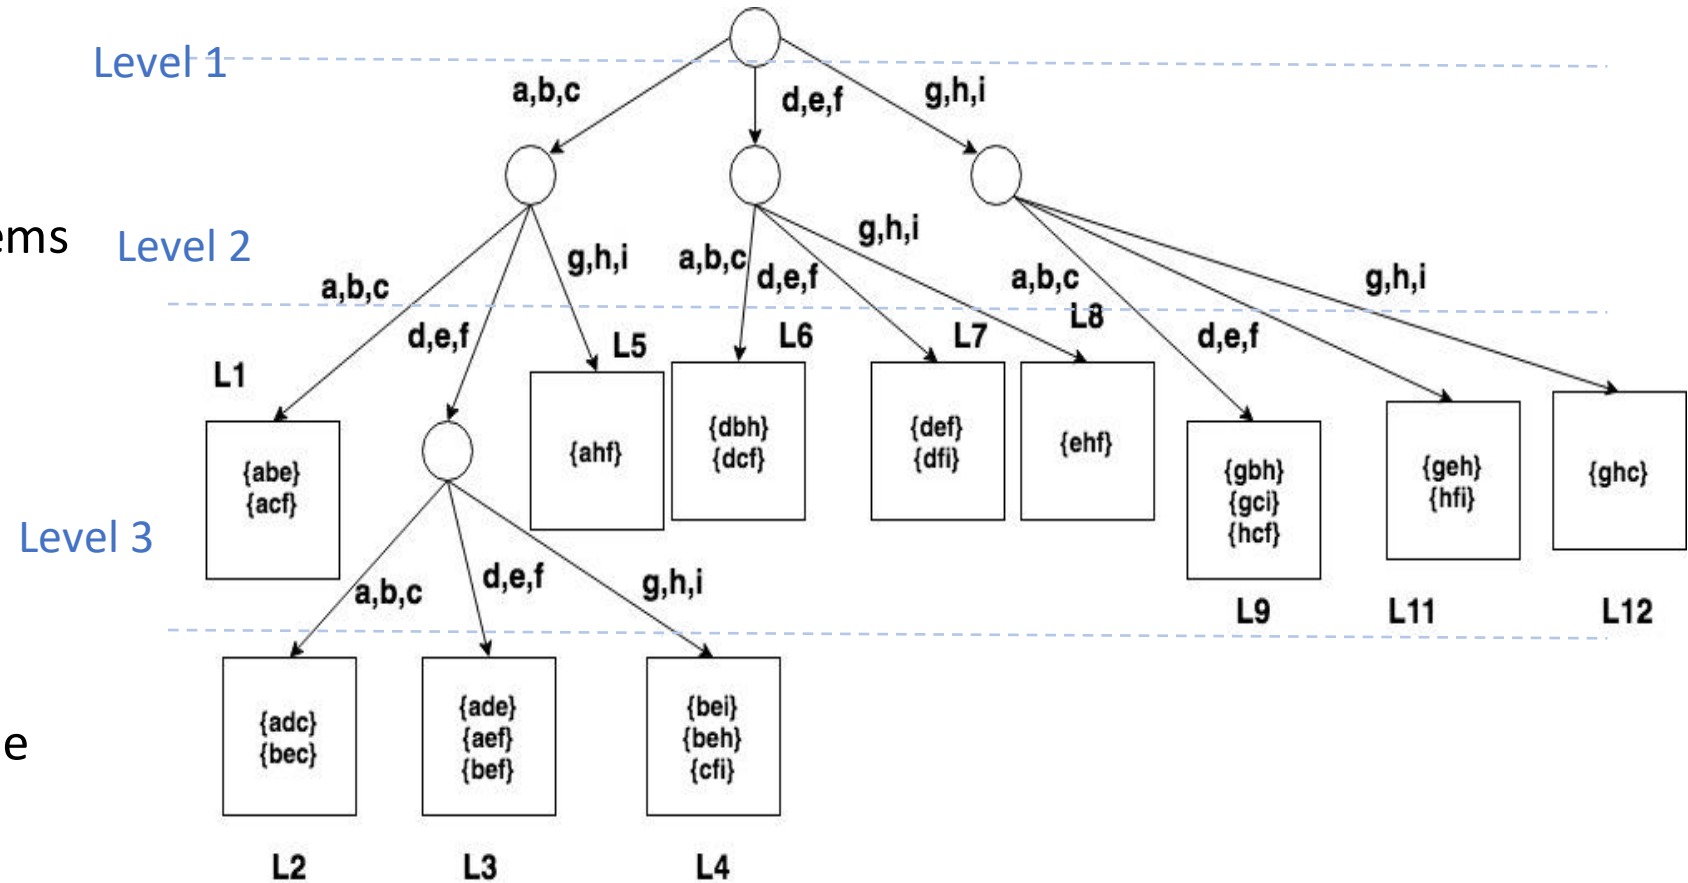 Level 1
a,b,c
d,e,f
g,h,i
ems
Level 2
a,b,c
d,e,f
g,h,i
a,b,c
d,e,f
g,h,i
a,b,c
d,e,f
g,h,i
L1
{abe}
{acf}
L5
{ahf}
L6
{dbh}
{dcf}
L7
{def}
{dfi}
L8
{ehf}
{gbh}
{gci}
{hcf}
L9
{geh}
{hfi}
L11
{ghc}
L12
Level 3
a,b,c
d,e,f
g,h,i
e
{adc}
{bec}
L2
{ade}
{aef}
{bef}
L3
{bei}
{beh}
{cfi}
L4